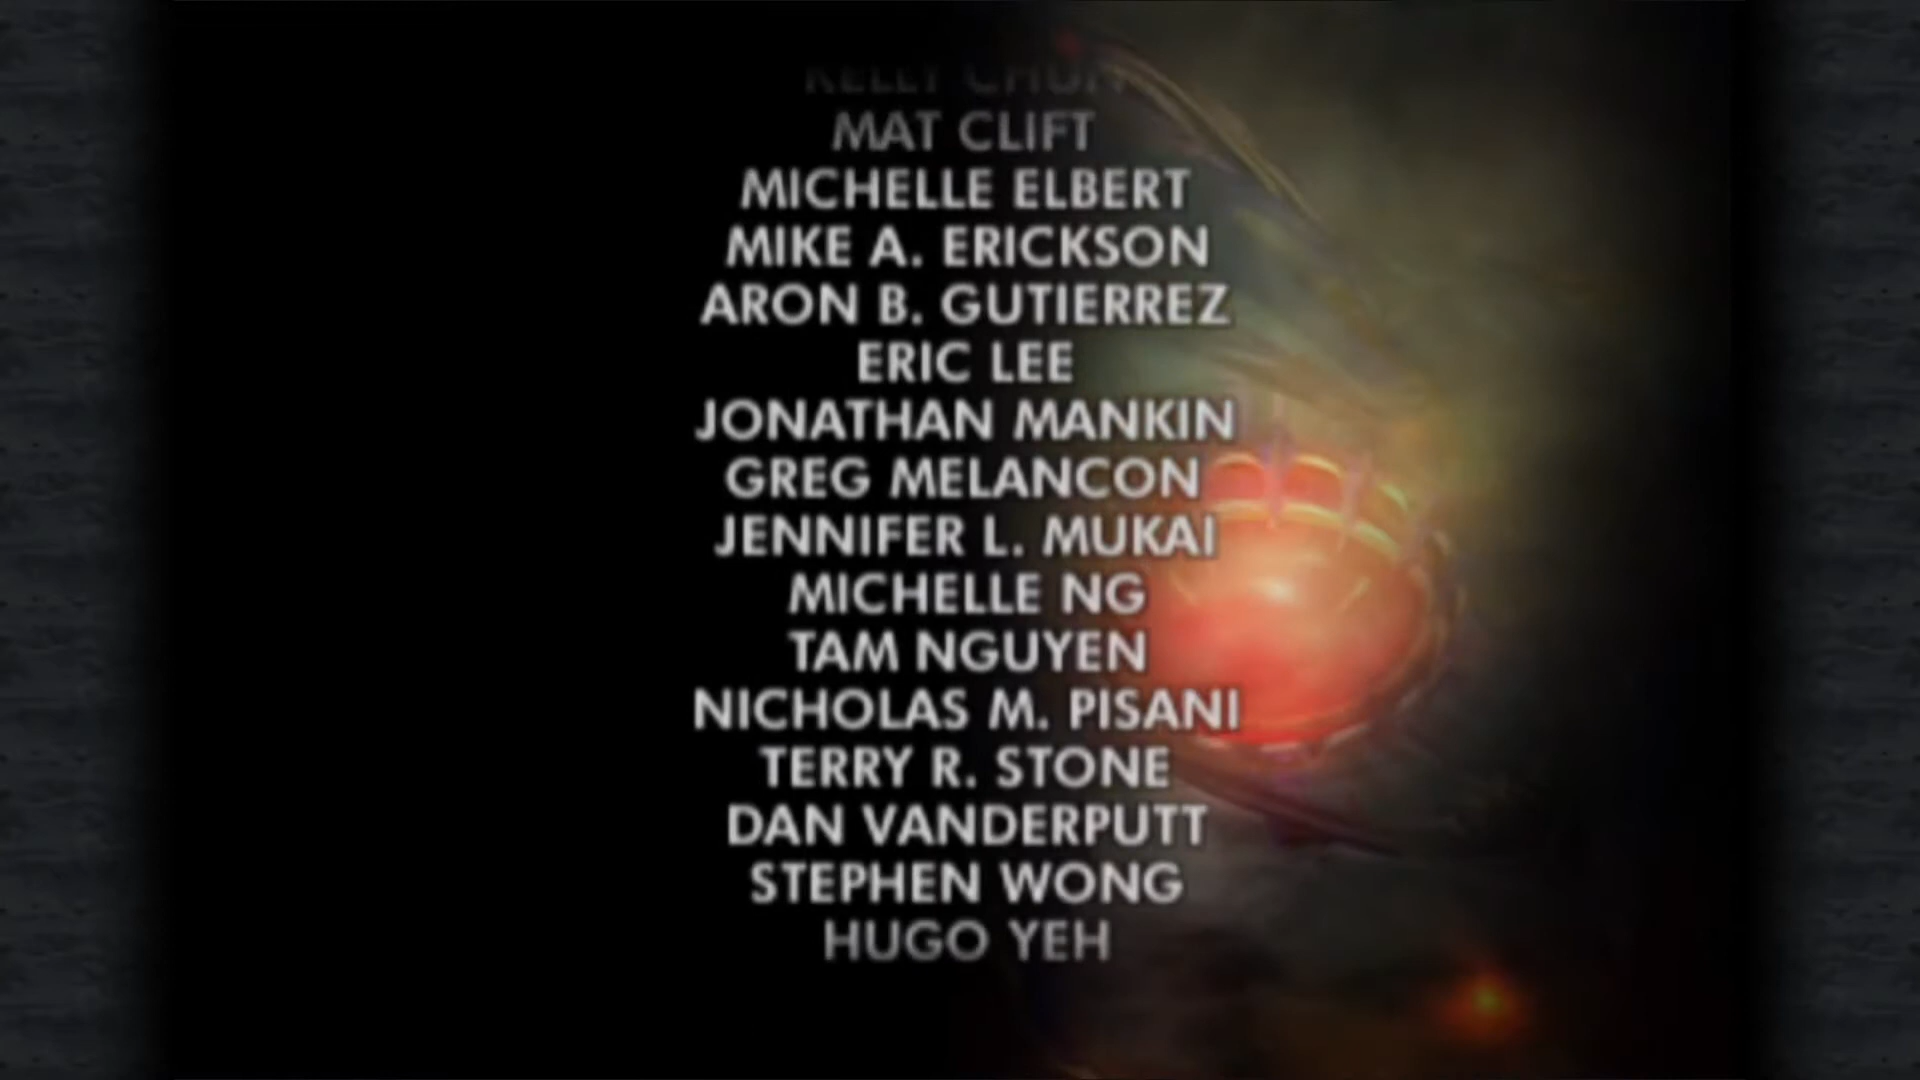 KELLY
MAT CLIFT
MICHELLE ELBERT
MIKE A. ERICKSON
ARON B. GUTIERREZ
ERIC LEE
JONATHAN MANKIN
GREG MELANCON
JENNIFER L. MUKAI
MICHELLE NG
TAM NGUYEN
NICHOLAS M. PISANI
TERRY R. STONE
DAN VANDERPUTT
STEPHEN WONG
HUGO YEH